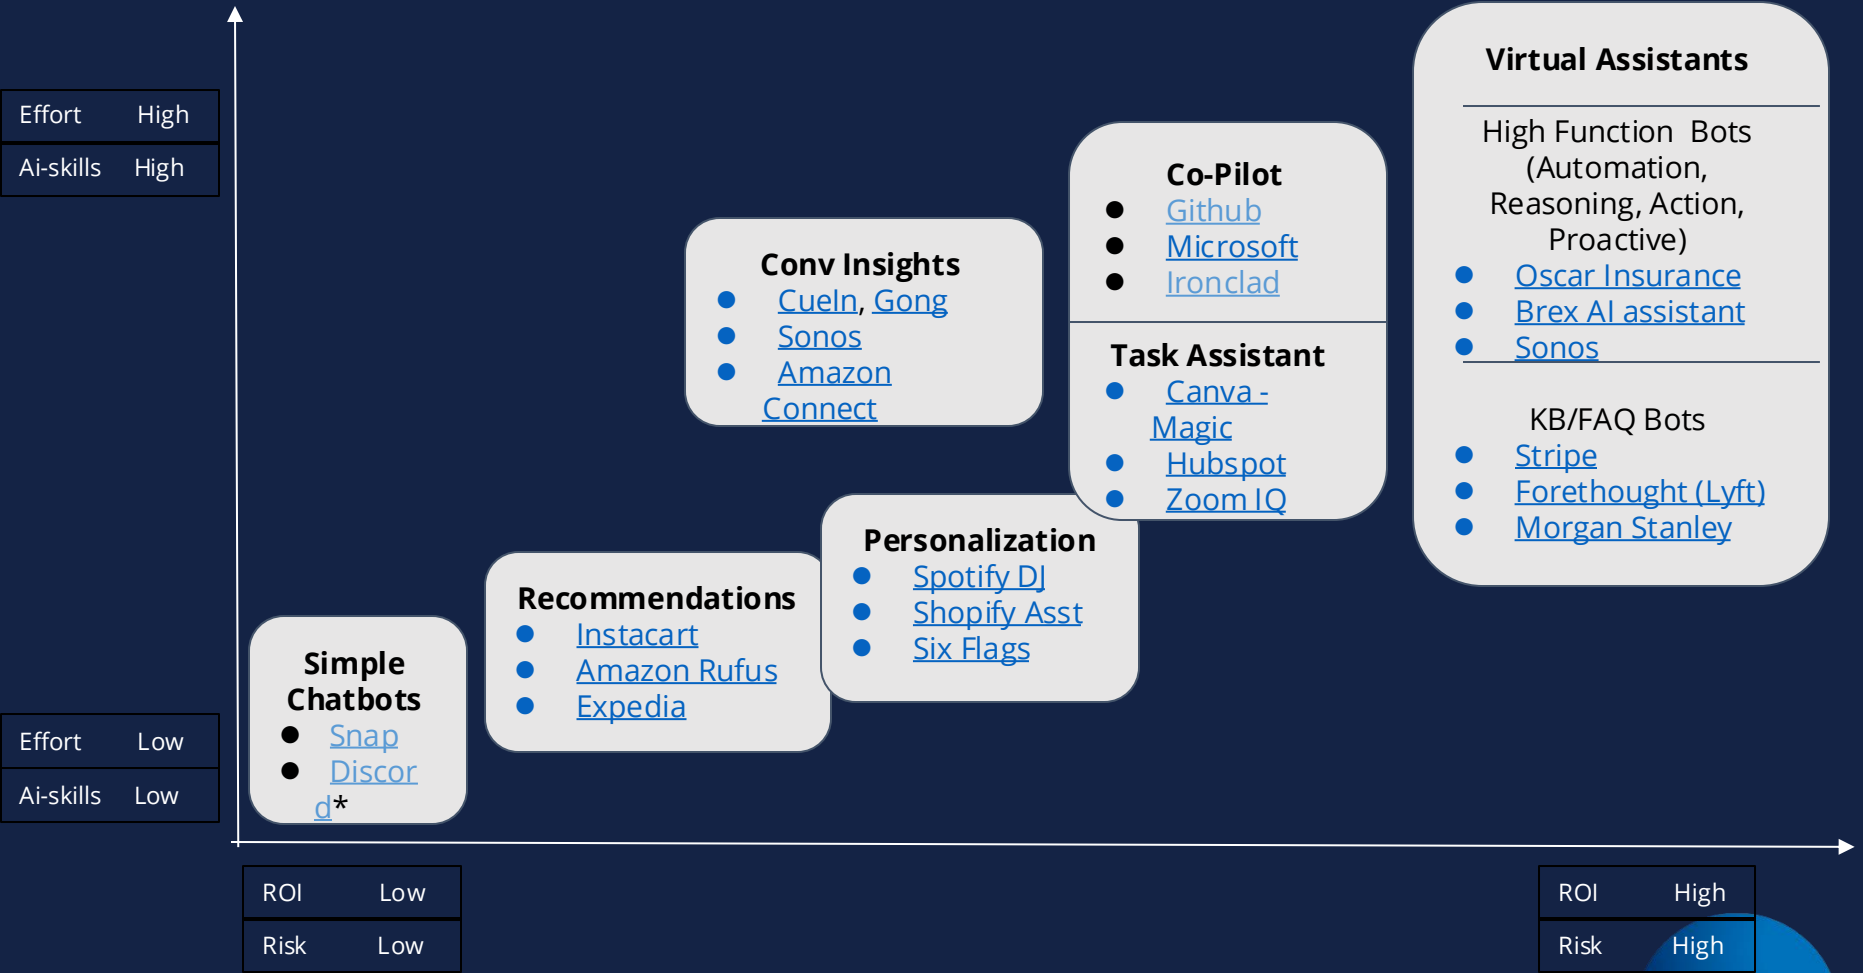 Effort High
Ai-skills High
Effort Low
Ai-skills Low
Simple
Chatbots
● Snap
● Discor
d*
Recommendations
● Instacart
● Amazon Rufus
● Expedia
Personalization
● Spotify DJ
● Shopify Asst
● Six Flags
Conv Insights
● CueIn, Gong
● Sonos
● Amazon
Connect
Co-Pilot
● Github
● Microsoft
● Ironclad
Task Assistant
● Canva -
Magic
● Hubspot
● Zoom IQ
Virtual Assistants
High Function Bots
(Automation,
Reasoning, Action,
Proactive)
● Oscar Insurance
● Brex AI assistant
● Sonos
KB/FAQ Bots
● Stripe
● Forethought (Lyft)
● Morgan Stanley
ROI Low
Risk Low
ROI High
Risk High